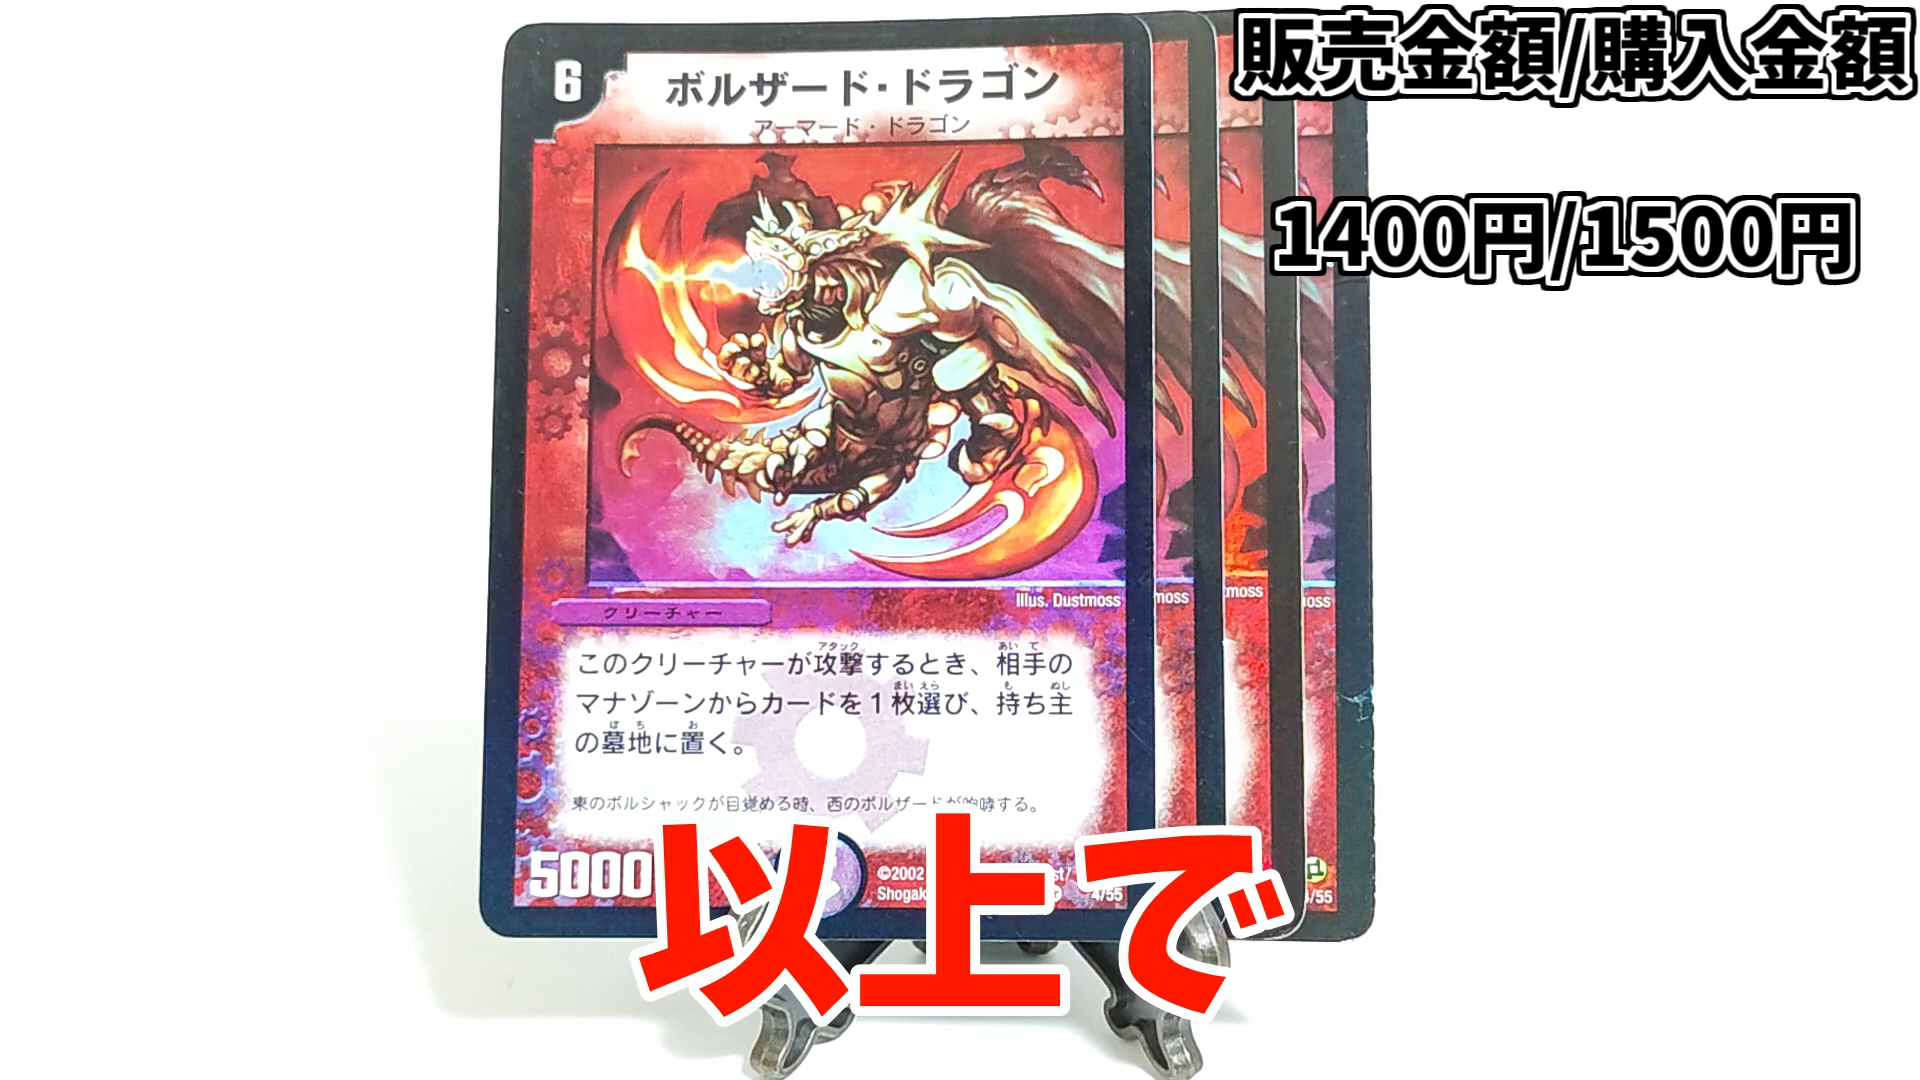 販売金額/購入金額
1400円/1500円
6
ボルザード・ドラゴン
アーマード・ドラゴン
Illus. Dustmoss
moss
moss
moss
クリーチャー
このクリーチャーが攻撃するとき、相手の
マナゾーンからカードを1枚選び、持ち主
の墓地に置く。
東のボルシャックが目覚める時、西のボルザードが咆哮する。
5000
©2002
st/
Shogak
4/55
/55
以上で